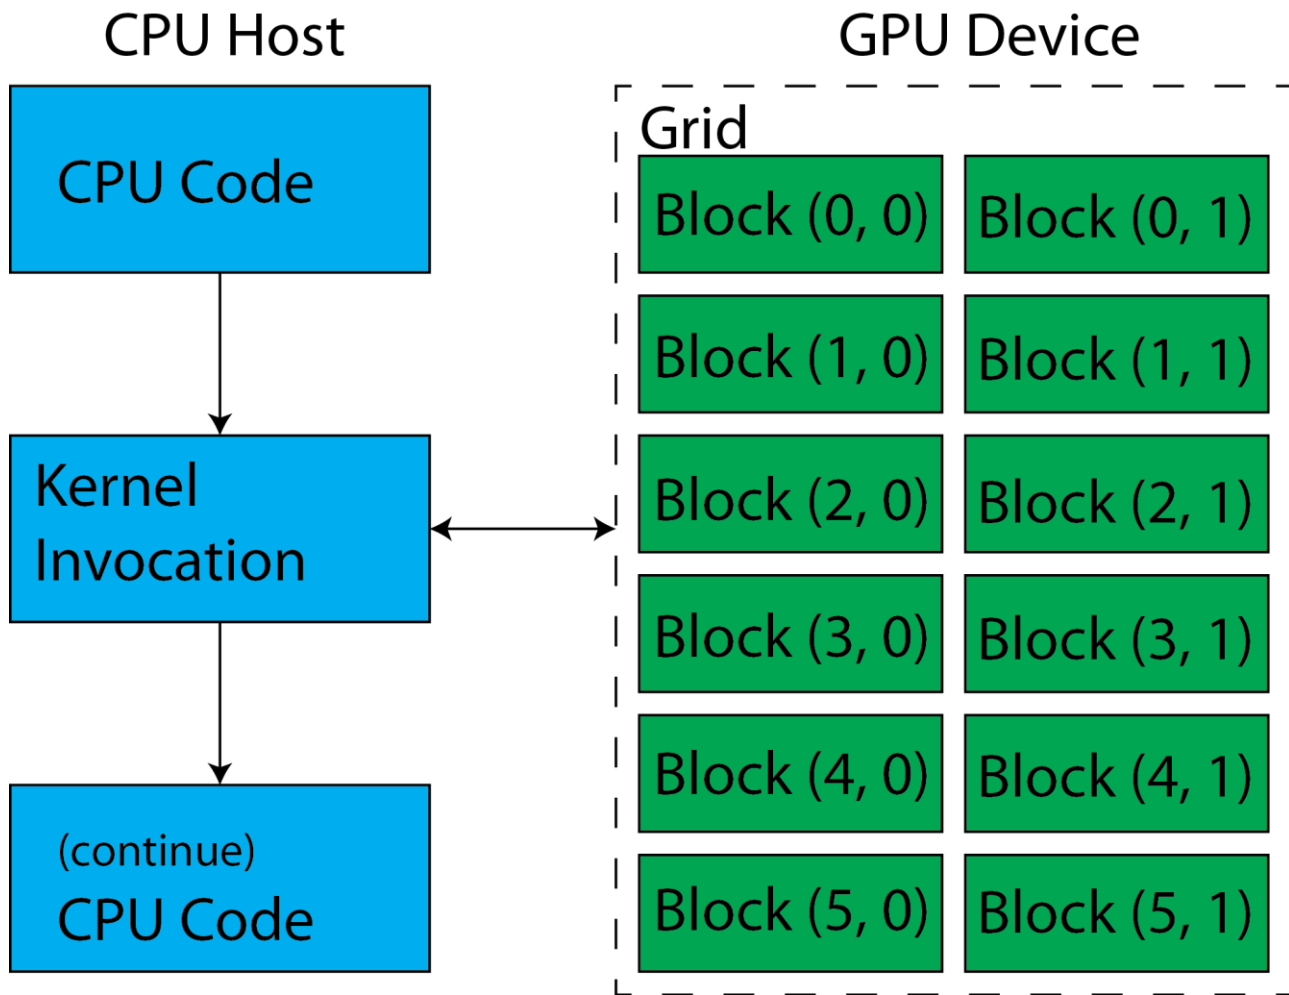 CPU Host
CPU Code
Kernel
Invocation
(continue)
CPU Code
GPU Device
Grid
Block (0, 0)
Block (0, 1)
Block (1, 0)
Block (1, 1)
Block (2, 0)
Block (2, 1)
Block (3, 0)
Block (3, 1)
Block (4, 0)
Block (4, 1)
Block (5, 0)
Block (5, 1)